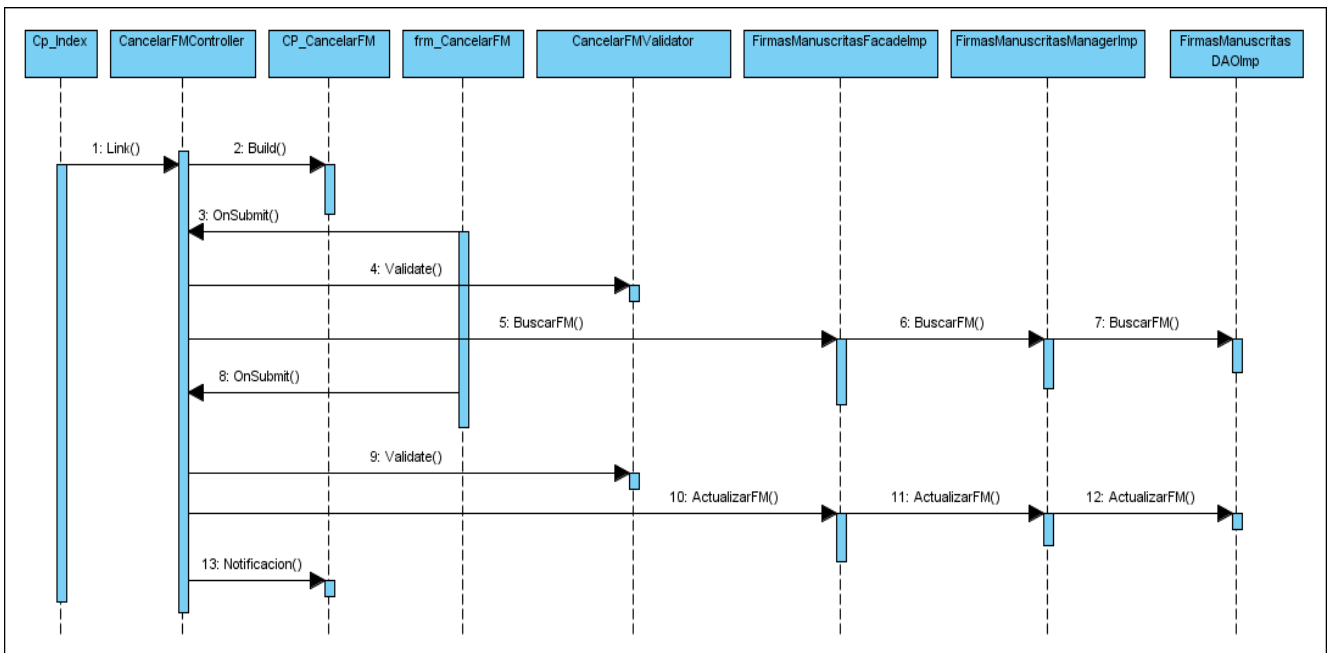 Cp_Index
CancelarFMController
CP_CancelarFM
frm_CancelarFM
CancelarFMValidator
FirmasManuscritasFacadeImp
FirmasManuscritasManagerImp
FirmasManuscritas
DAOImp
1: Link()
2: Build()
3: OnSubmit()
4: Validate()
5: BuscarFM()
6: BuscarFM()
7: BuscarFM()
8: OnSubmit()
9: Validate()
10: ActualizarFM()
11: ActualizarFM()
12: ActualizarFM()
13: Notificacion()